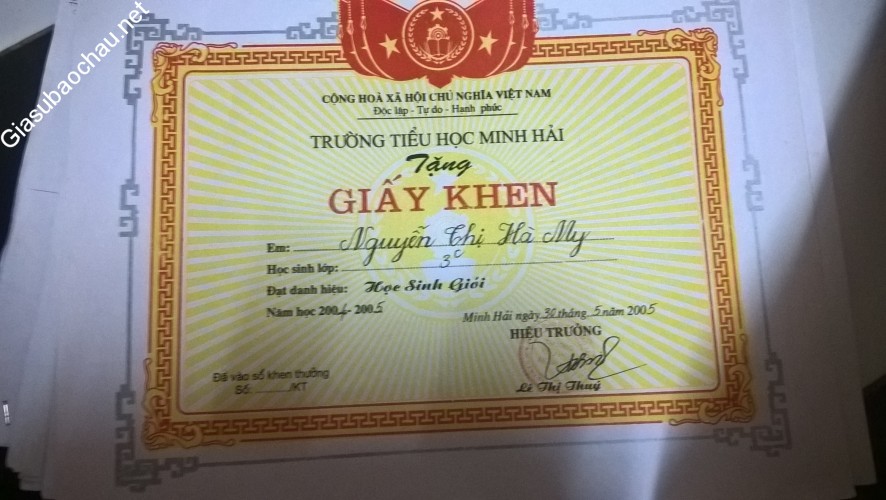 Giasubaochau.net
CỘNG HOÀ XÃ HỘI CHỦ NGHĨA VIỆT NAM
Độc lập - Tự do - Hạnh phúc
TRƯỜNG TIỂU HỌC MINH HẢI
Tặng
GIẤY KHEN
Em: Nguyễn Thị Hà My
Học sinh lớp: 3C
Đạt danh hiệu: Học Sinh Giỏi
Năm học 2004 - 2005
Minh Hải ngày tháng 5 năm 2005
HIỆU TRƯỞNG
Đã vào sổ khen thưởng
Số: ............/KT
Lê Thị Thuý